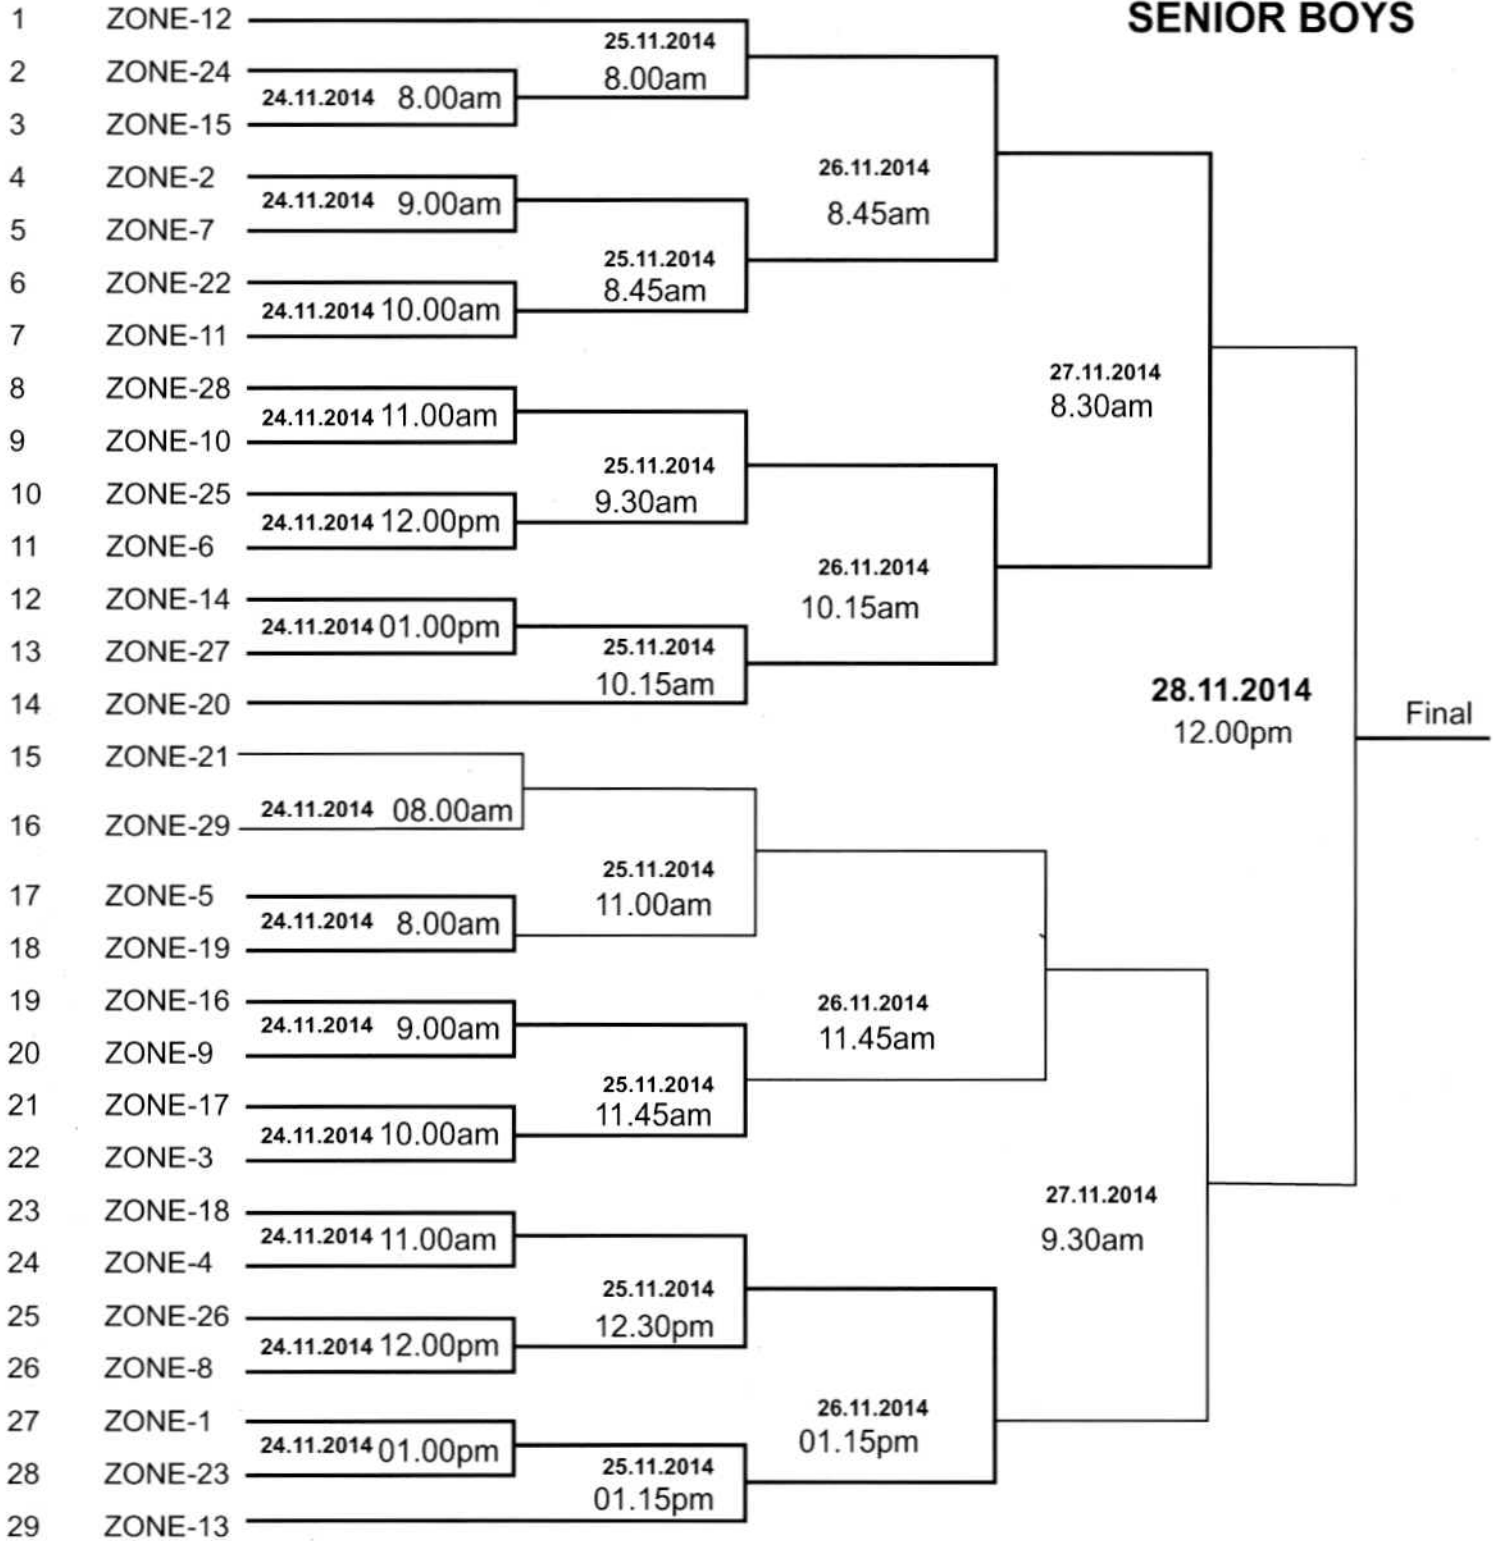 SENIOR BOYS
1 ZONE-12
25.11.2014
8.00am
2 ZONE-24
24.11.2014 8.00am
3 ZONE-15
26.11.2014
8.45am
4 ZONE-2
24.11.2014 9.00am
5 ZONE-7
25.11.2014
8.45am
6 ZONE-22
24.11.2014 10.00am
7 ZONE-11
27.11.2014
8.30am
8 ZONE-28
24.11.2014 11.00am
9 ZONE-10
25.11.2014
9.30am
10 ZONE-25
24.11.2014 12.00pm
11 ZONE-6
26.11.2014
10.15am
12 ZONE-14
24.11.2014 01.00pm
13 ZONE-27
25.11.2014
10.15am
14 ZONE-20
28.11.2014
12.00pm
Final
15 ZONE-21
24.11.2014 08.00am
16 ZONE-29
25.11.2014
11.00am
17 ZONE-5
24.11.2014 8.00am
18 ZONE-19
26.11.2014
11.45am
19 ZONE-16
24.11.2014 9.00am
20 ZONE-9
25.11.2014
11.45am
21 ZONE-17
24.11.2014 10.00am
22 ZONE-3
27.11.2014
9.30am
23 ZONE-18
24.11.2014 11.00am
24 ZONE-4
25.11.2014
12.30pm
25 ZONE-26
24.11.2014 12.00pm
26 ZONE-8
26.11.2014
01.15pm
27 ZONE-1
24.11.2014 01.00pm
28 ZONE-23
25.11.2014
01.15pm
29 ZONE-13